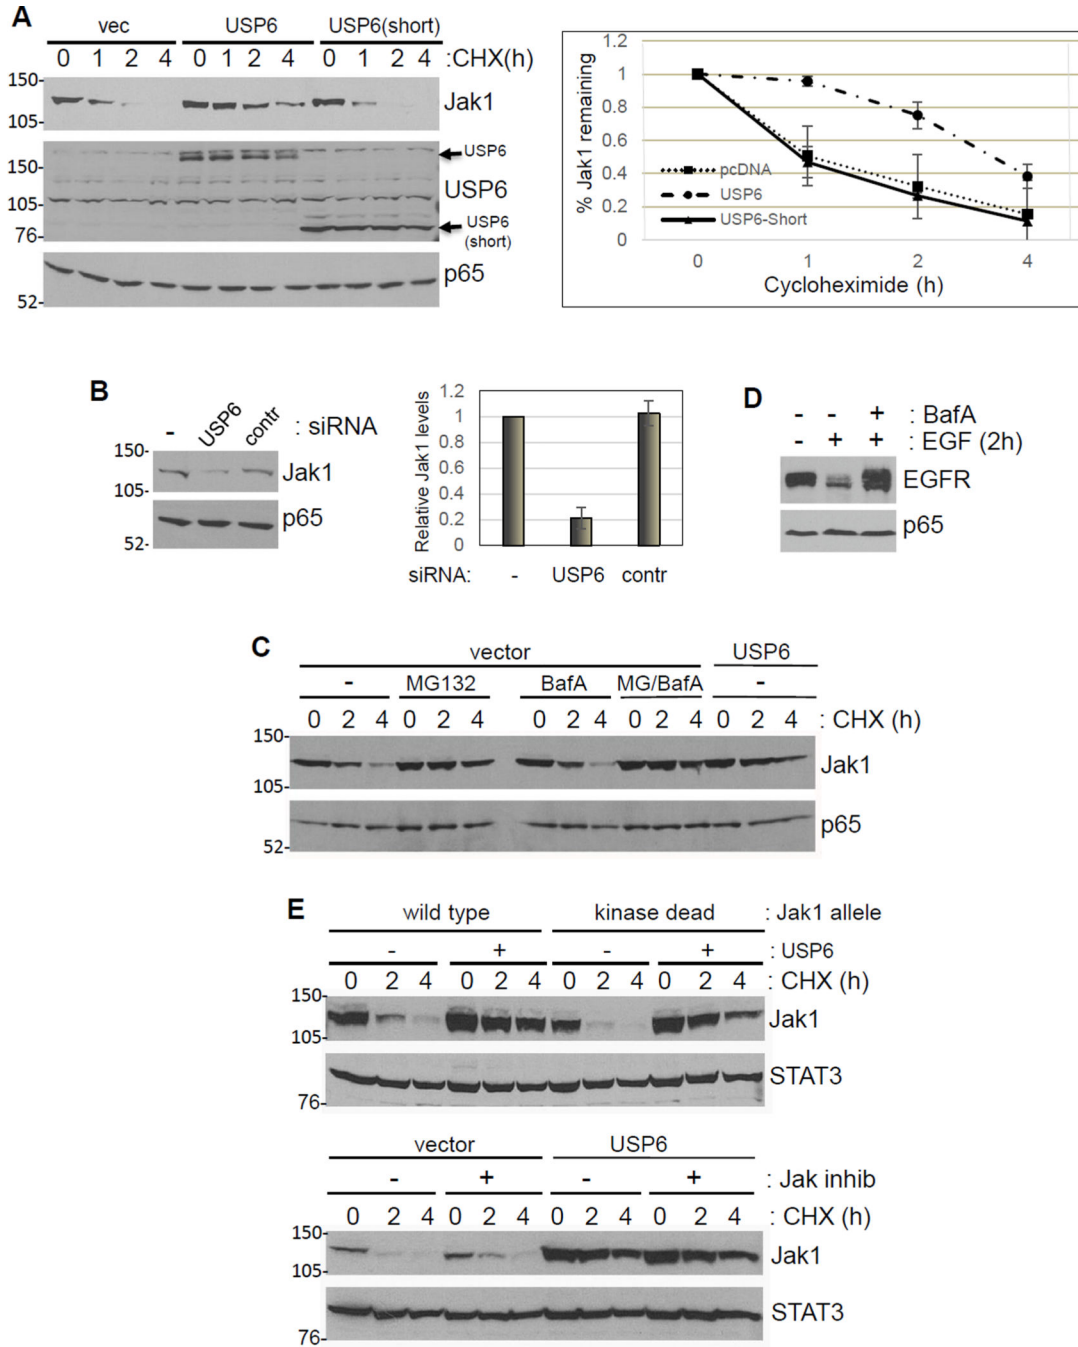 A
vec USP6 USP6(short)
0 1 2 4 0 1 2 4 0 1 2 4 :CHX(h)
150-
105-
Jak1
150-
105-
76-
USP6
USP6
USP6
(short)
52-
p65
1.2
1
0.8
0.6
0.4
0.2
0
% Jak1 remaining
pcDNA
USP6
USP6-Short
0 1 2 4
Cycloheximide (h)
B
- USP6 contr : siRNA
150-
105-
Jak1
52-
p65
1.2
1
0.8
0.6
0.4
0.2
0
Relative Jak1 levels
siRNA: - USP6 contr
D
- - + : BafA
- + + : EGF (2h)
EGFR
p65
C
vector USP6
- MG132 BafA MG/BafA -
0 2 4 0 2 4 0 2 4 0 2 4 0 2 4 : CHX (h)
150-
105-
Jak1
52-
p65
E
wild type kinase dead : Jak1 allele
- + - + : USP6
0 2 4 0 2 4 0 2 4 0 2 4 : CHX (h)
150-
105-
Jak1
76-
STAT3
vector USP6
- + - + : Jak inhib
0 2 4 0 2 4 0 2 4 0 2 4 : CHX (h)
150-
105-
Jak1
76-
STAT3